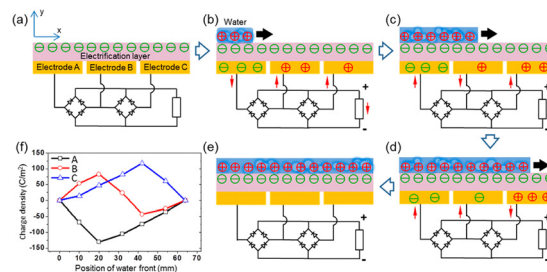 (a)
y
x
Electrification layer
Electrode A Electrode B Electrode C
(b)
Water
+
-
(c)
+
-
(d)
+
-
(e)
+
-
(f)
A
B
C
Charge density (C/m²)
150
100
50
0
-50
-100
-150
0 10 20 30 40 50 60 70
Position of water front (mm)